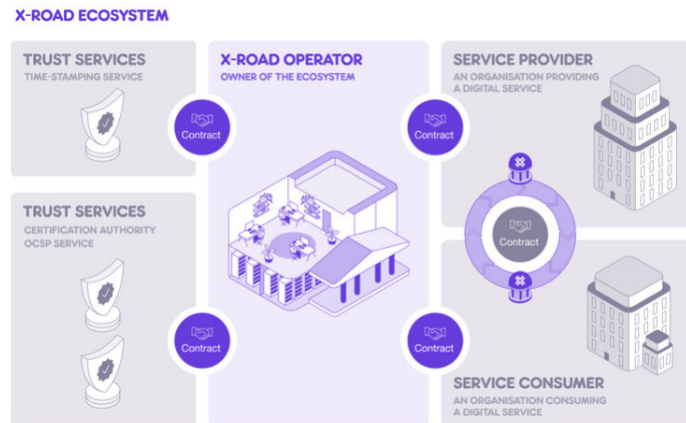 X-ROAD ECOSYSTEM
TRUST SERVICES
TIME-STAMPING SERVICE
Contract
TRUST SERVICES
CERTIFICATION AUTHORITY
OCSP SERVICE
Contract
X-ROAD OPERATOR
OWNER OF THE ECOSYSTEM
Contract
Contract
SERVICE PROVIDER
AN ORGANISATION PROVIDING
A DIGITAL SERVICE
Contract
SERVICE CONSUMER
AN ORGANISATION CONSUMING
A DIGITAL SERVICE